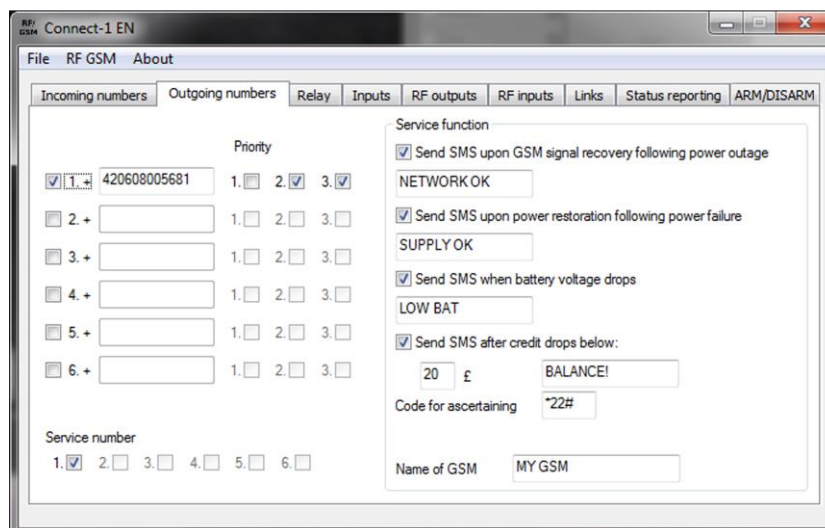 RF/GSM Connect-1 EN
File RF GSM About
Incoming numbers Outgoing numbers Relay Inputs RF outputs RF inputs Links Status reporting ARM/DISARM
Priority
1. + 420608005681 1. 2. 3.
2. + 1. 2. 3.
3. + 1. 2. 3.
4. + 1. 2. 3.
5. + 1. 2. 3.
6. + 1. 2. 3.
Service number
1. 2. 3. 4. 5. 6.
Service function
Send SMS upon GSM signal recovery following power outage
NETWORK OK
Send SMS upon power restoration following power failure
SUPPLY OK
Send SMS when battery voltage drops
LOW BAT
Send SMS after credit drops below:
20 £ BALANCE!
Code for ascertaining *22#
Name of GSM MY GSM